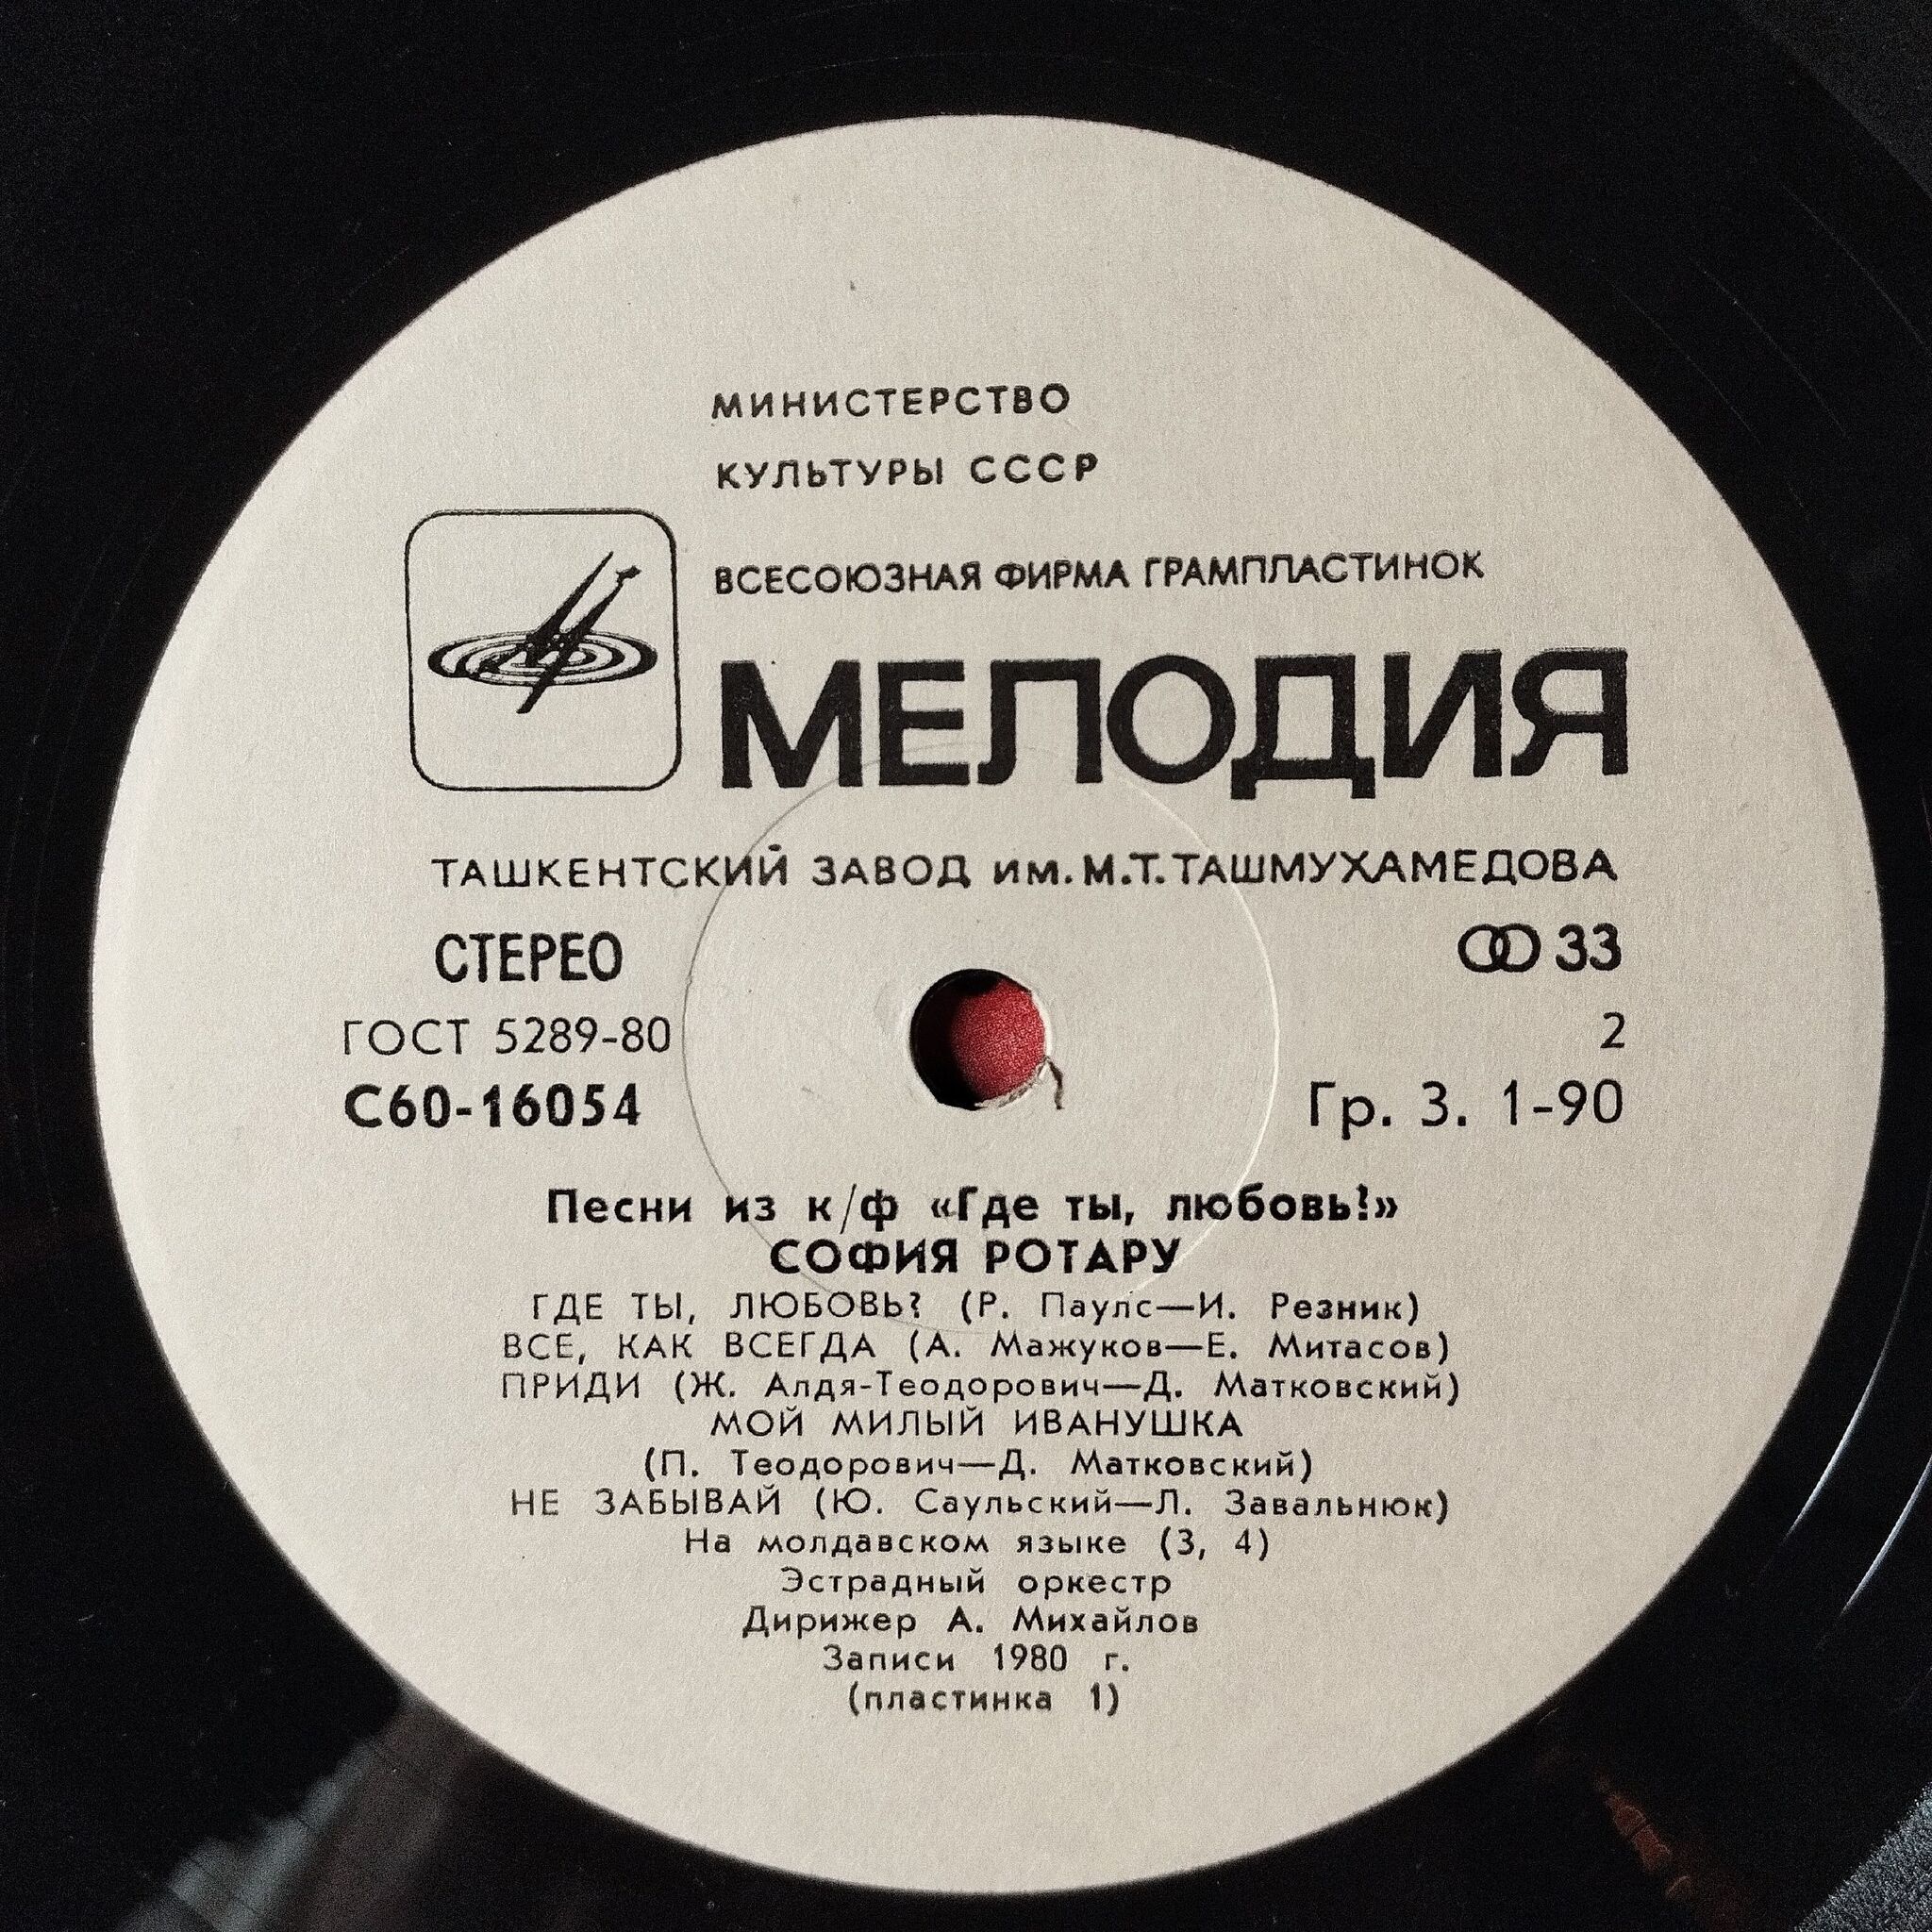 МИНИСТЕРСТВО
КУЛЬТУРЫ СССР
ВСЕСОЮЗНАЯ ФИРМА ГРАМПЛАСТИНОК
МЕЛОДИЯ
ТАШКЕНТСКИЙ ЗАВОД им. М.Т. ТАШМУХАМЕДОВА
СТЕРЕО 33
ГОСТ 5289-80 2
С60-16054 Гр. 3. 1-90
Песни из к/ф «Где ты, любовь?»
СОФИЯ РОТАРУ
ГДЕ ТЫ, ЛЮБОВЬ? (Р. Паулс—И. Резник)
ВСЕ, КАК ВСЕГДА (А. Мажуков—Е. Митасов)
ПРИДИ (Ж. Алдя-Теодорович—Д. Матковский)
МОЙ МИЛЫЙ ИВАНУШКА
(П. Теодорович—Д. Матковский)
НЕ ЗАБЫВАЙ (Ю. Саульский—Л. Завальнюк)
На молдавском языке (3, 4)
Эстрадный оркестр
Дирижер А. Михайлов
Записи 1980 г.
(пластинка 1)